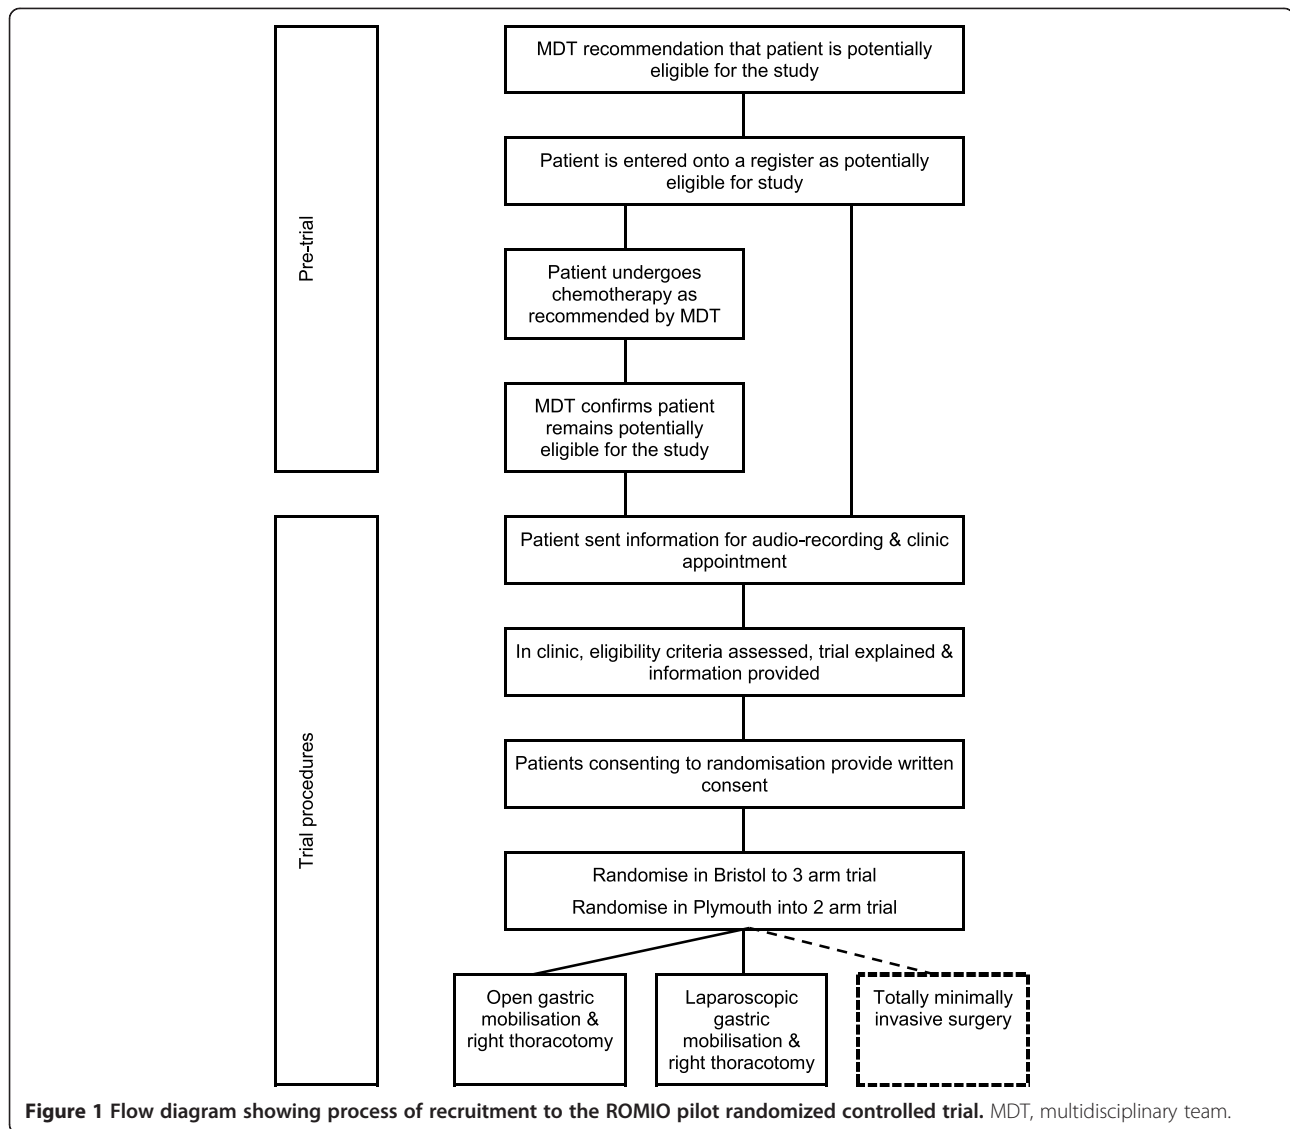 MDT recommendation that patient is potentially
eligible for the study
Patient is entered onto a register as potentially
eligible for study
Pre-trial
Patient undergoes
chemotherapy as
recommended by MDT
MDT confirms patient
remains potentially
eligible for the study
Patient sent information for audio-recording & clinic
appointment
In clinic, eligibility criteria assessed, trial explained &
information provided
Trial procedures
Patients consenting to randomisation provide written
consent
Randomise in Bristol to 3 arm trial
Randomise in Plymouth into 2 arm trial
Open gastric
mobilisation &
right thoracotomy
Laparoscopic
gastric
mobilisation &
right thoracotomy
Totally minimally
invasive surgery
Figure 1 Flow diagram showing process of recruitment to the ROMIO pilot randomized controlled trial. MDT, multidisciplinary team.